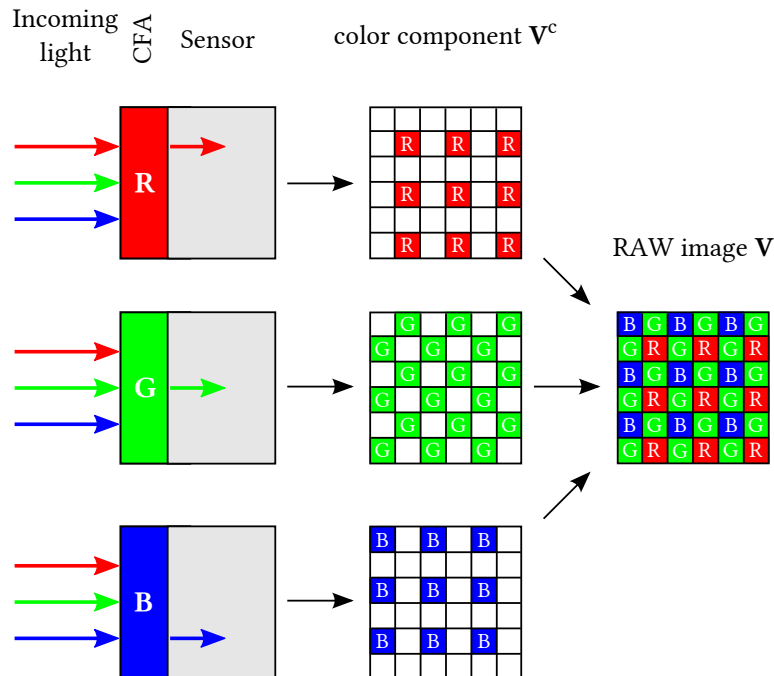 Incoming
light
CFA
Sensor
color component V^c
R
R R R
R R R
R R R
RAW image V
G
G G G
G G G
G G G
G G G
G G G
G G G
B G B G B G
G R G R G R
B G B G B G
G R G R G R
B G B G B G
G R G R G R
B
B B B
B B B
B B B